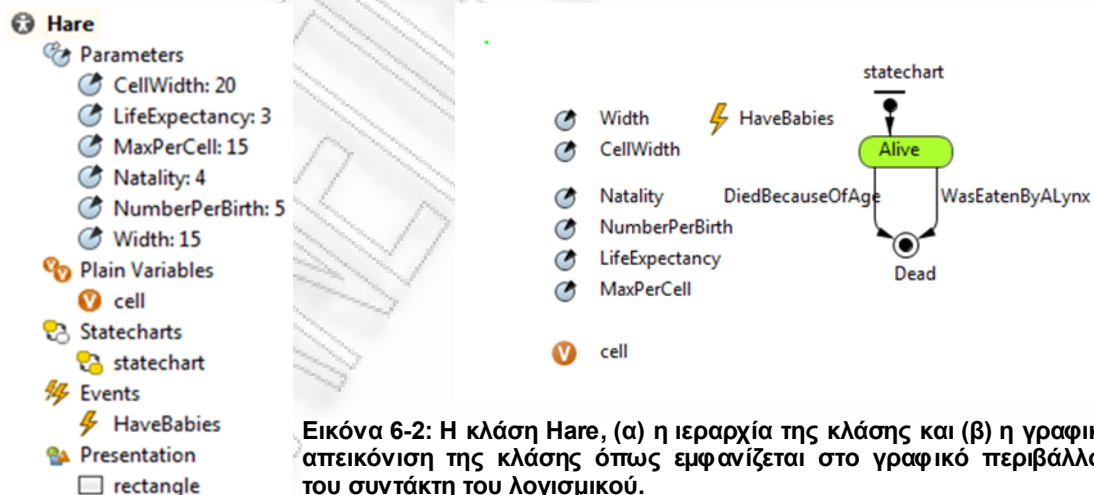 Hare
Parameters
CellWidth: 20
LifeExpectancy: 3
MaxPerCell: 15
Natality: 4
NumberPerBirth: 5
Width: 15
Plain Variables
cell
Statecharts
statechart
Events
HaveBabies
Presentation
rectangle
statechart
Width HaveBabies
CellWidth Alive
Natality DiedBecauseOfAge WasEatenByALynx
NumberPerBirth
LifeExpectancy Dead
MaxPerCell
cell
Εικόνα 6-2: Η κλάση Hare, (α) η ιεραρχία της κλάσης και (β) η γραφικ
απεικόνιση της κλάσης όπως εμφανίζεται στο γραφικό περιβάλλο
του συντάκτη του λογισμικού.